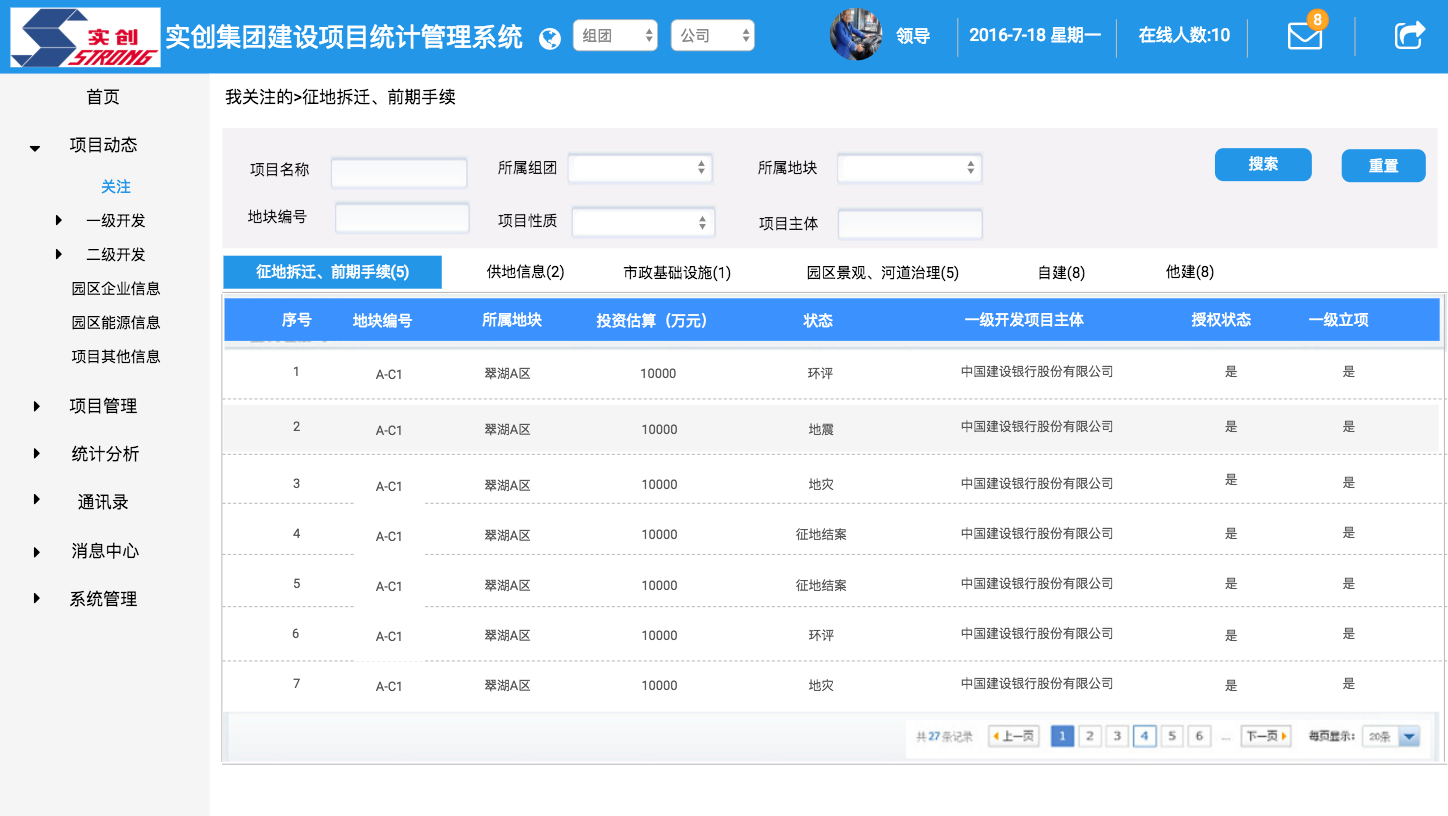 实创
STRONG
实创集团建设项目统计管理系统
组团
公司
领导
2016-7-18 星期一
在线人数:10
8
首页
项目动态
关注
一级开发
二级开发
园区企业信息
园区能源信息
项目其他信息
项目管理
统计分析
通讯录
消息中心
系统管理
我关注的>征地拆迁、前期手续
项目名称 所属组团 所属地块 搜索 重置
地块编号 项目性质 项目主体
征地拆迁、前期手续(5) 供地信息(2) 市政基础设施(1) 园区景观、河道治理(5) 自建(8) 他建(8)
序号 地块编号 所属地块 投资估算（万元） 状态 一级开发项目主体 授权状态 一级立项
1 A-C1 翠湖A区 10000 环评 中国建设银行股份有限公司 是 是
2 A-C1 翠湖A区 10000 地震 中国建设银行股份有限公司 是 是
3 A-C1 翠湖A区 10000 地灾 中国建设银行股份有限公司 是 是
4 A-C1 翠湖A区 10000 征地结案 中国建设银行股份有限公司 是 是
5 A-C1 翠湖A区 10000 征地结案 中国建设银行股份有限公司 是 是
6 A-C1 翠湖A区 10000 环评 中国建设银行股份有限公司 是 是
7 A-C1 翠湖A区 10000 地灾 中国建设银行股份有限公司 是 是
共27条记录 上一页 1 2 3 4 5 6 ... 下一页 每页显示: 20条